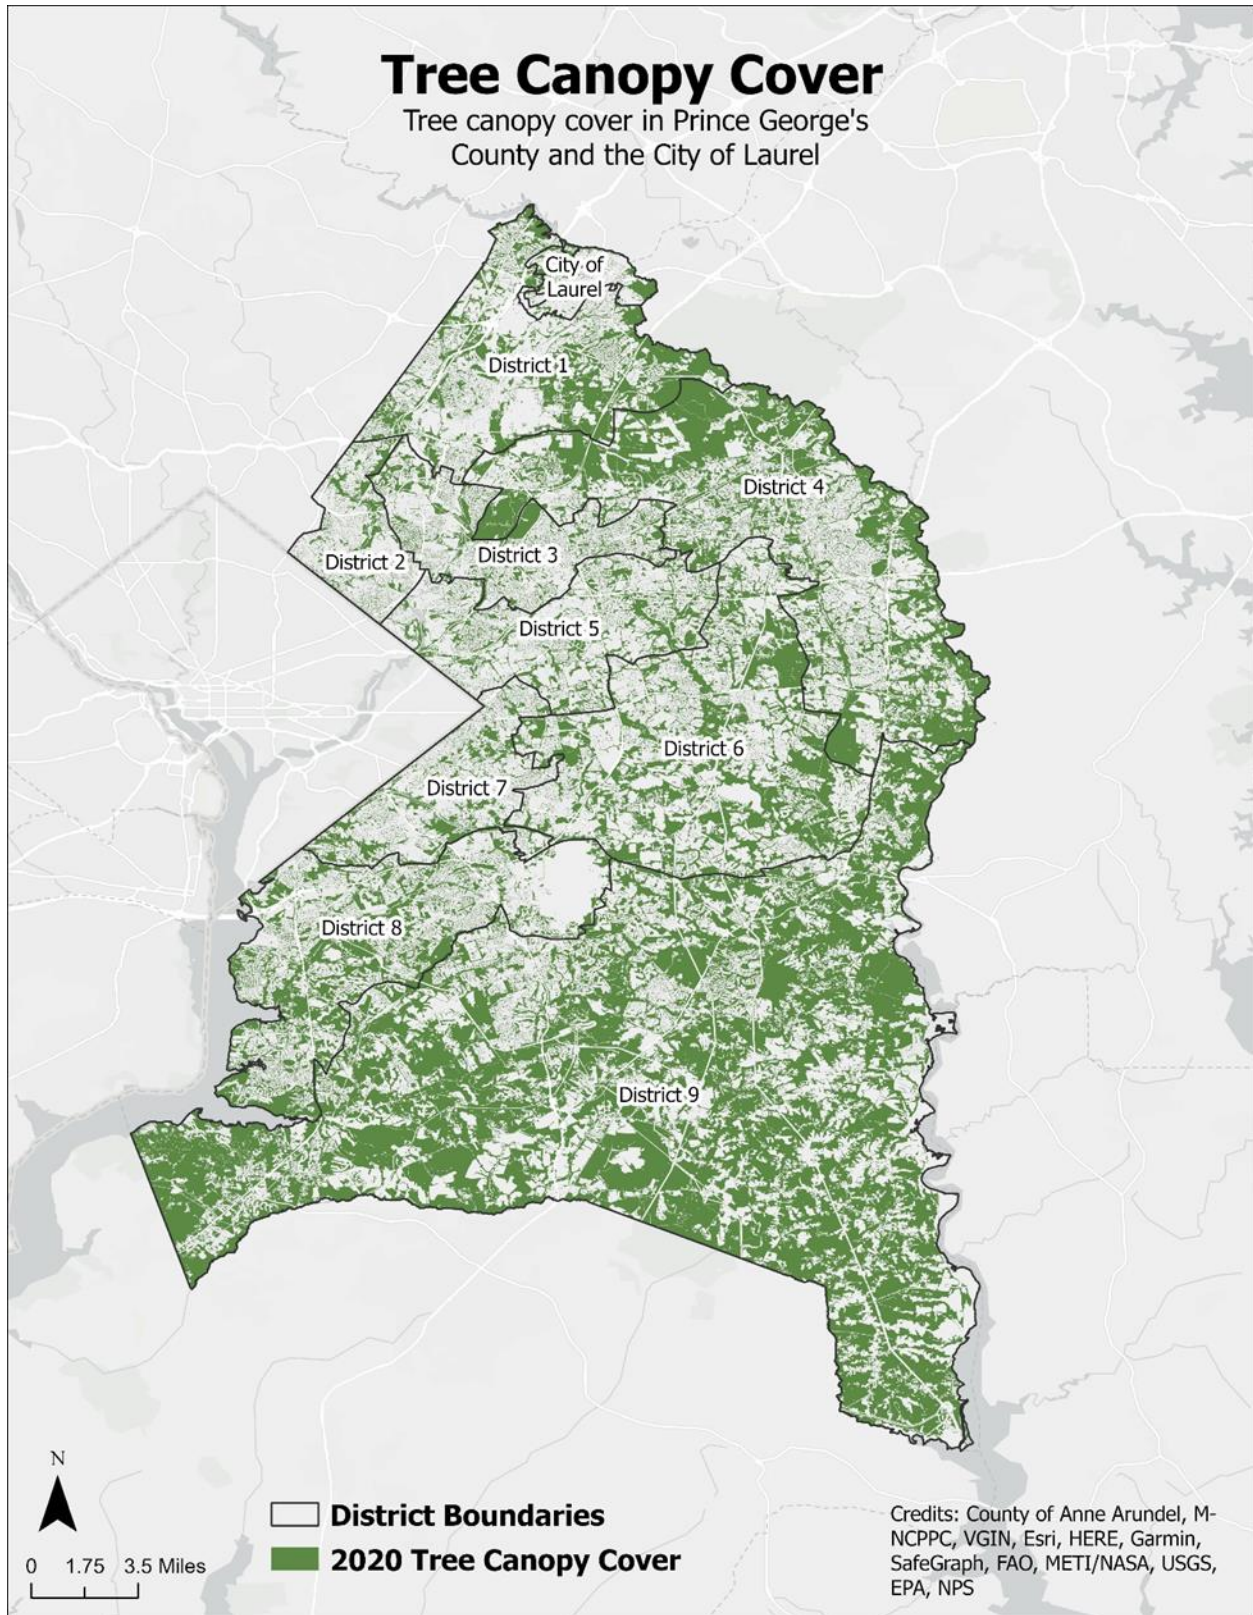 Tree Canopy Cover
Tree canopy cover in Prince George's
County and the City of Laurel
City of
Laurel
District 1
District 4
District 3
District 2
District 5
District 6
District 7
District 8
District 9
N
0 1.75 3.5 Miles
District Boundaries
2020 Tree Canopy Cover
Credits: County of Anne Arundel, M-
NCPPC, VGIN, Esri, HERE, Garmin,
SafeGraph, FAO, METI/NASA, USGS,
EPA, NPS